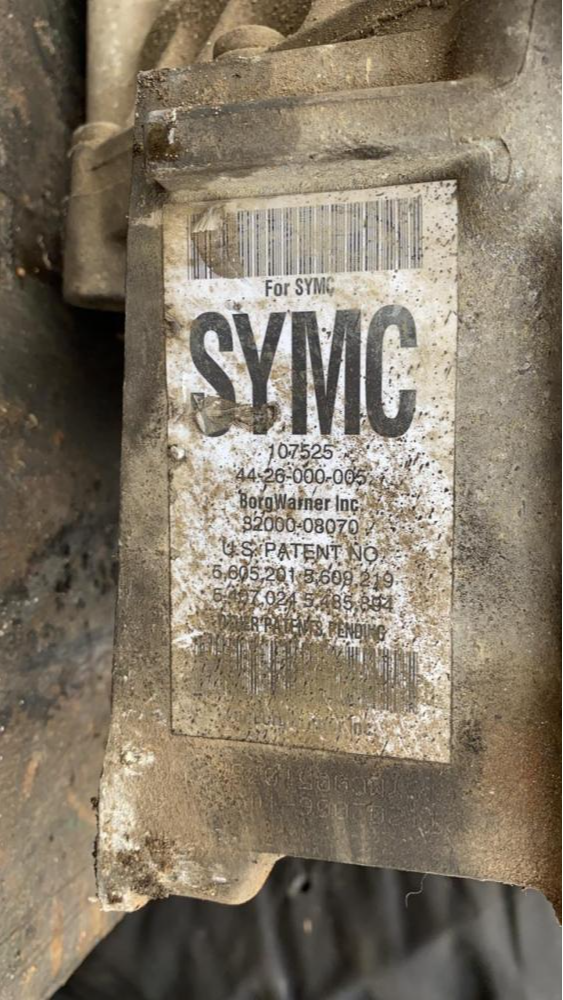 For SYMC
SYMC
107525
44-26-000-005
BorgWarner Inc.
32000-08070
U.S. PATENT NO.
5,605,201 5,609,219
5,407,024 5,485,894
OTHER PATENTS PENDING